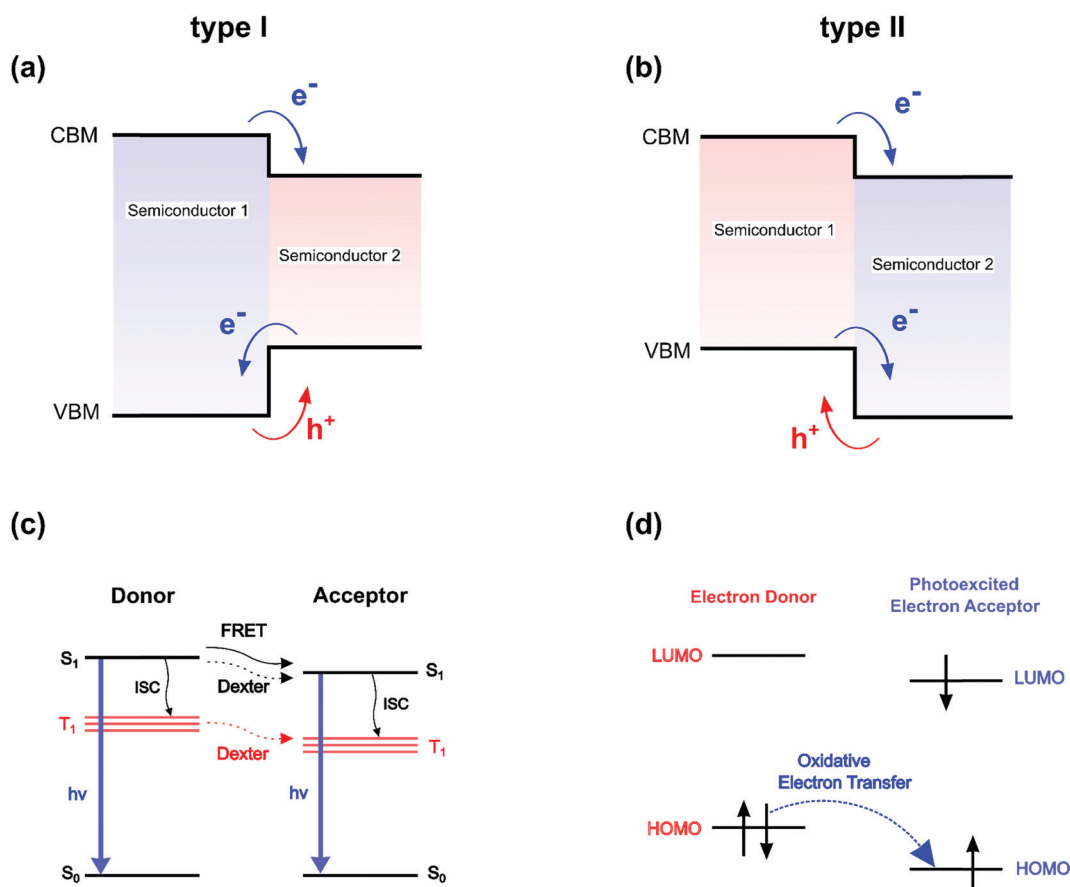 type I
type II
(a)
(b)
e-
e-
CBM
CBM
Semiconductor 1
Semiconductor 2
Semiconductor 1
Semiconductor 2
e-
e-
VBM
VBM
h+
h+
(c)
(d)
Donor
Acceptor
Electron Donor
Photoexcited
Electron Acceptor
FRET
S1
Dexter
S1
ISC
ISC
T1
Dexter
T1
hv
hv
S0
S0
LUMO
LUMO
Oxidative
Electron Transfer
HOMO
HOMO